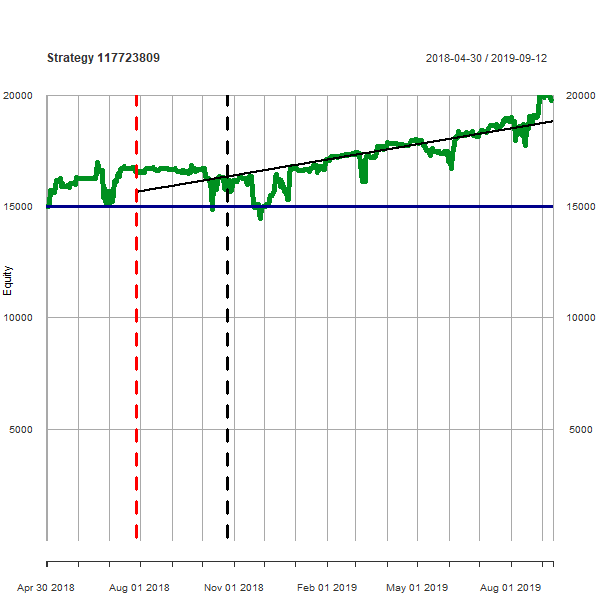 Strategy 117723809
2018-04-30 / 2019-09-12
20000
20000
15000
15000
Equity
10000
10000
5000
5000
Apr 30 2018
Aug 01 2018
Nov 01 2018
Feb 01 2019
May 01 2019
Aug 01 2019